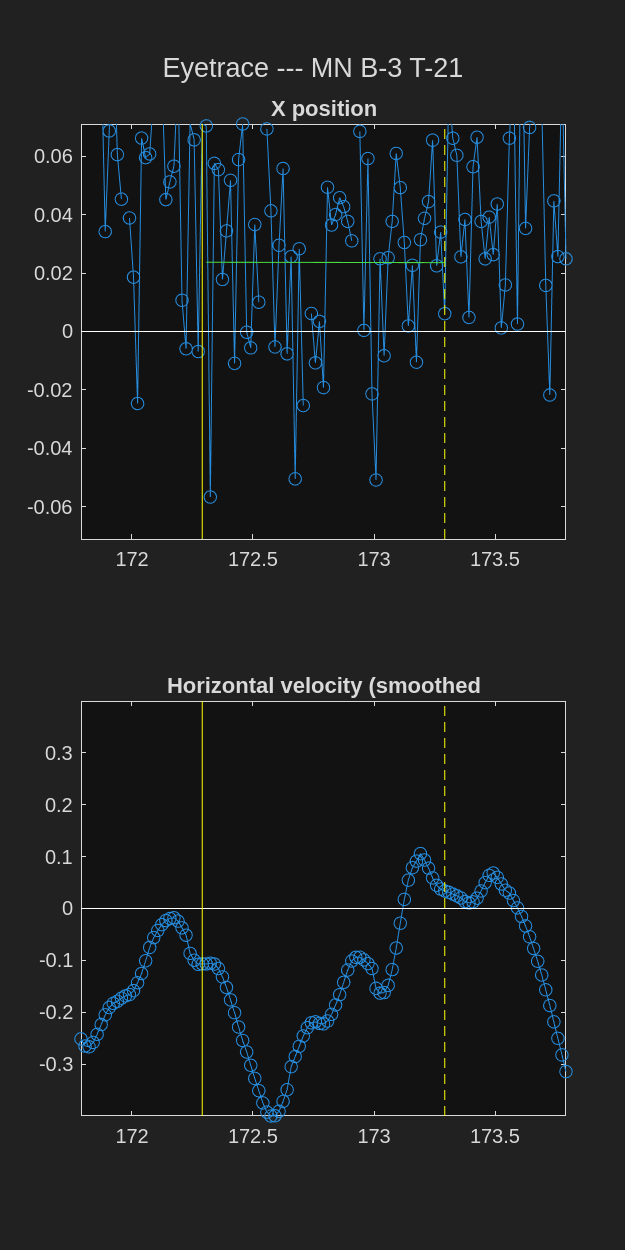 Eyetrace --- MN B-3 T-21
X position
0.06
0.04
0.02
0
-0.02
-0.04
-0.06
172 172.5 173 173.5
Horizontal velocity (smoothed
0.3
0.2
0.1
0
-0.1
-0.2
-0.3
172 172.5 173 173.5